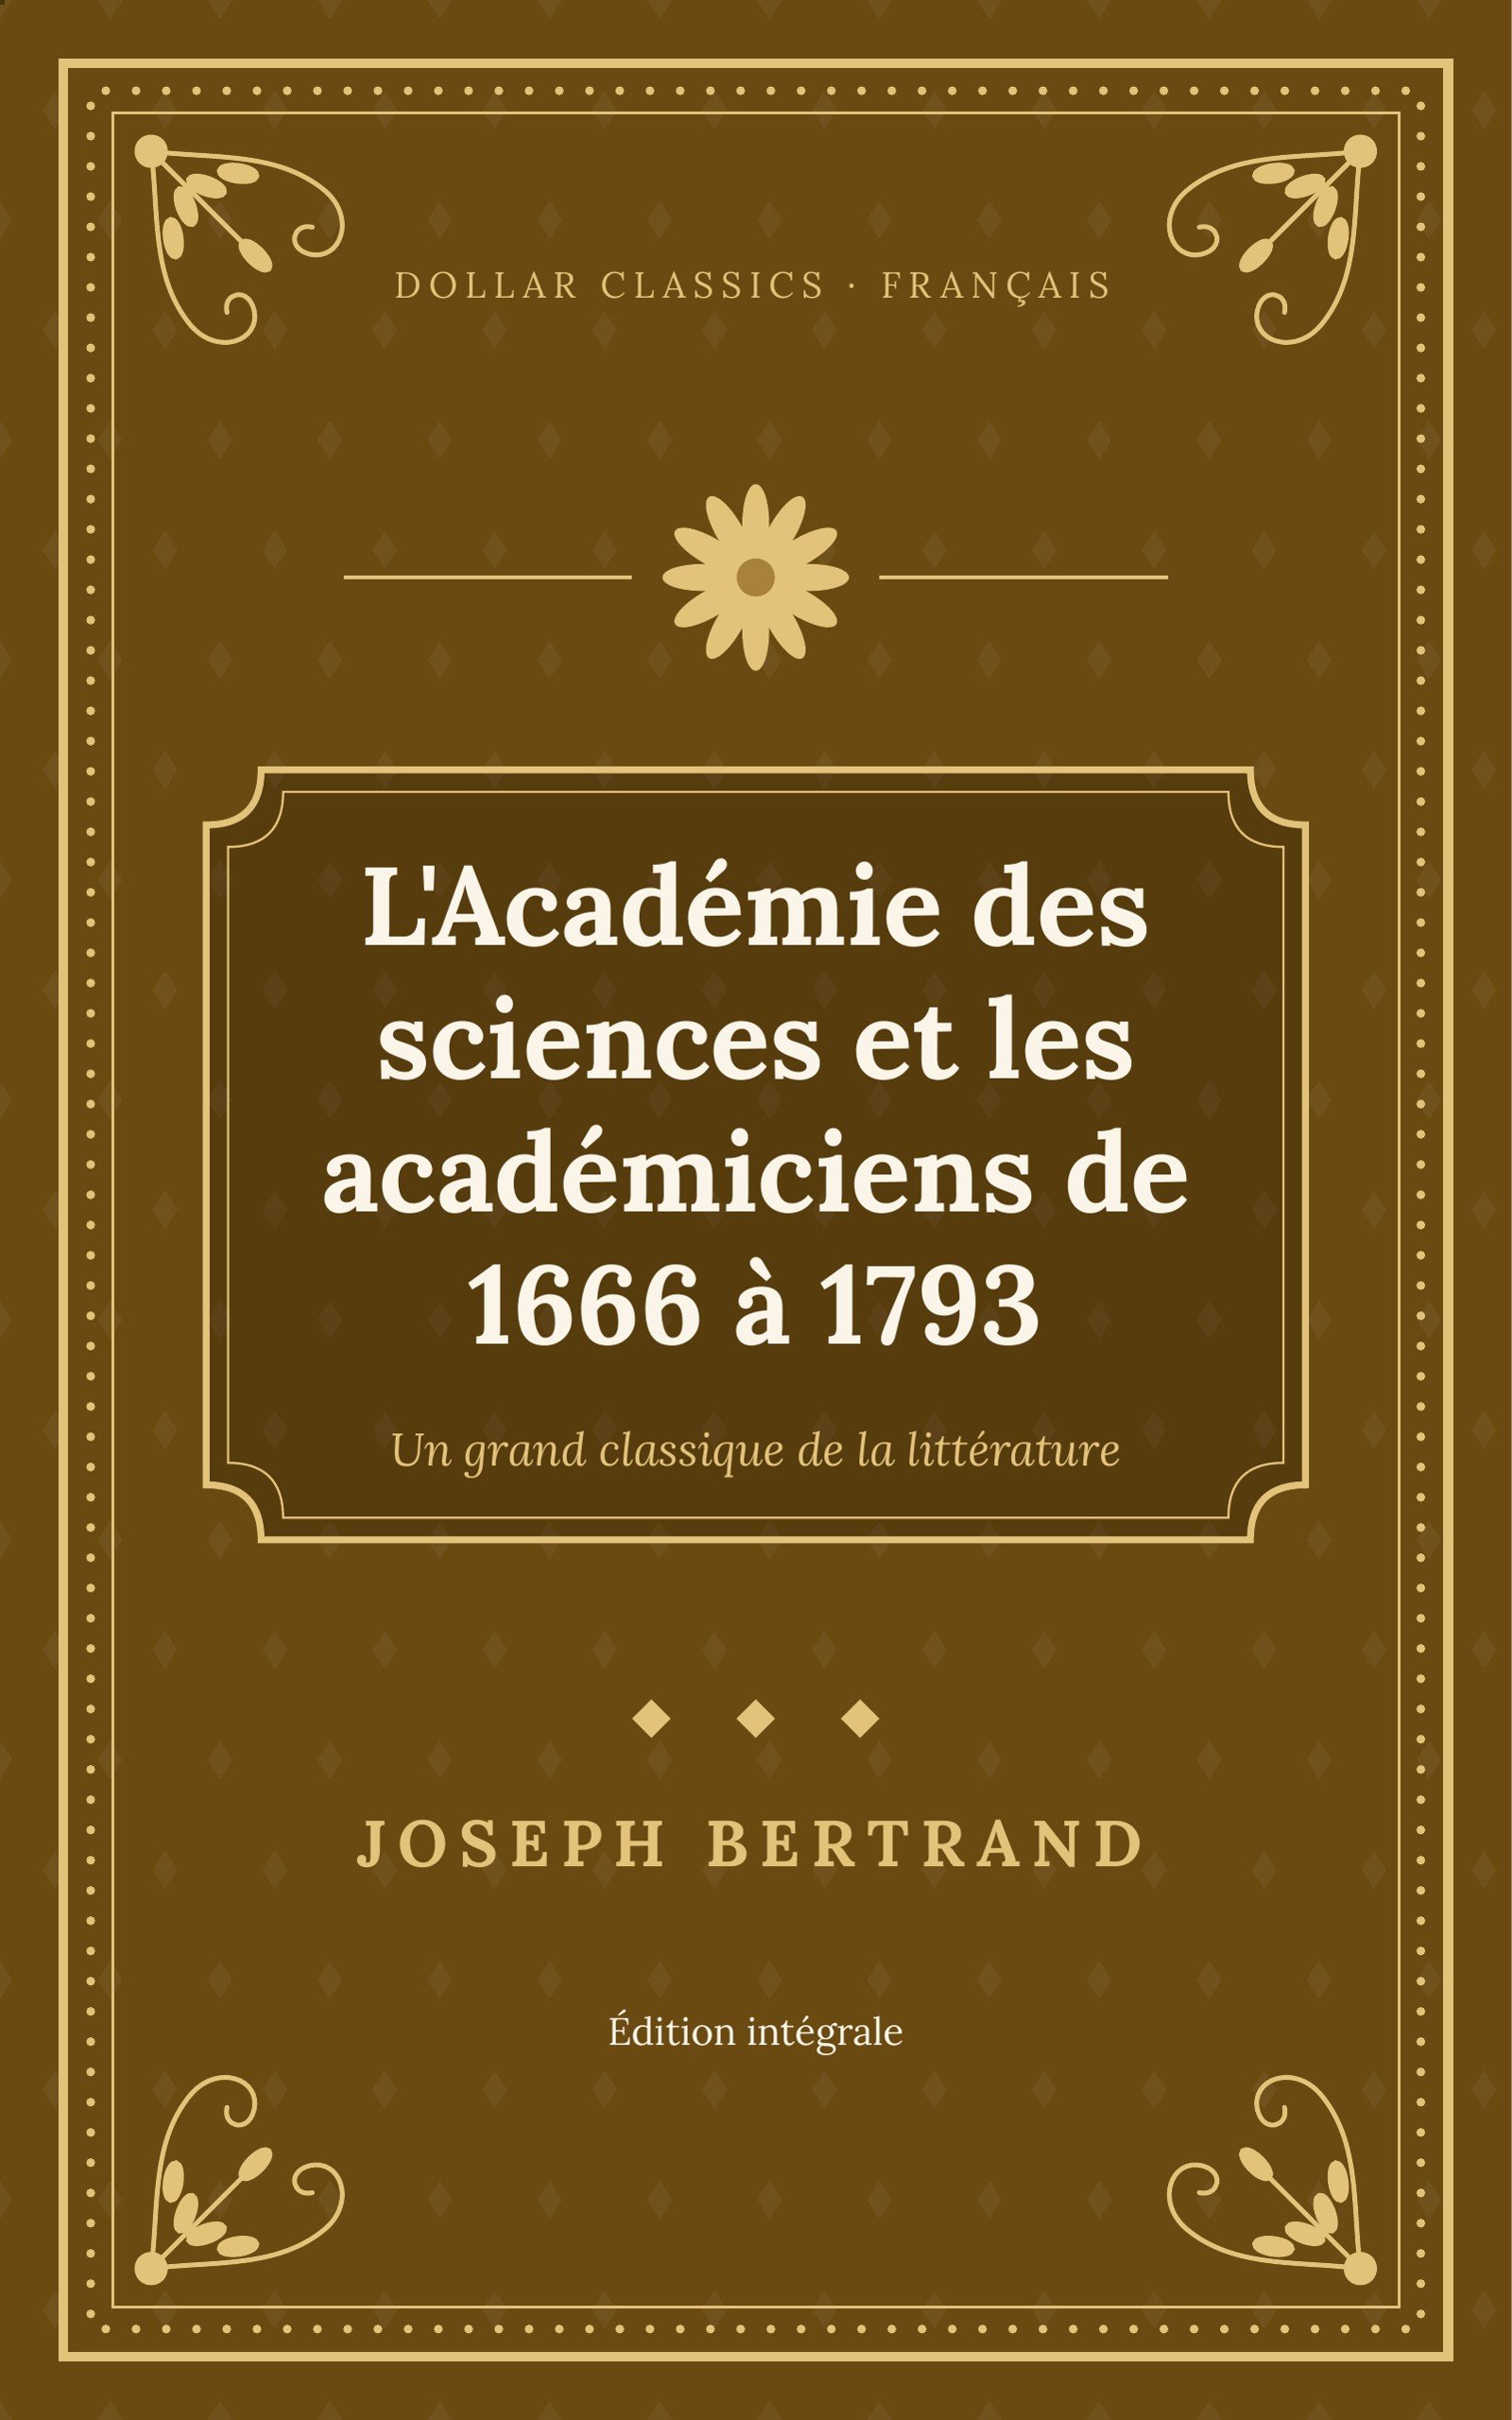 DOLLAR CLASSICS · FRANÇAIS
L'Académie des
sciences et les
académiciens de
1666 à 1793
Un grand classique de la littérature
JOSEPH BERTRAND
Édition intégrale